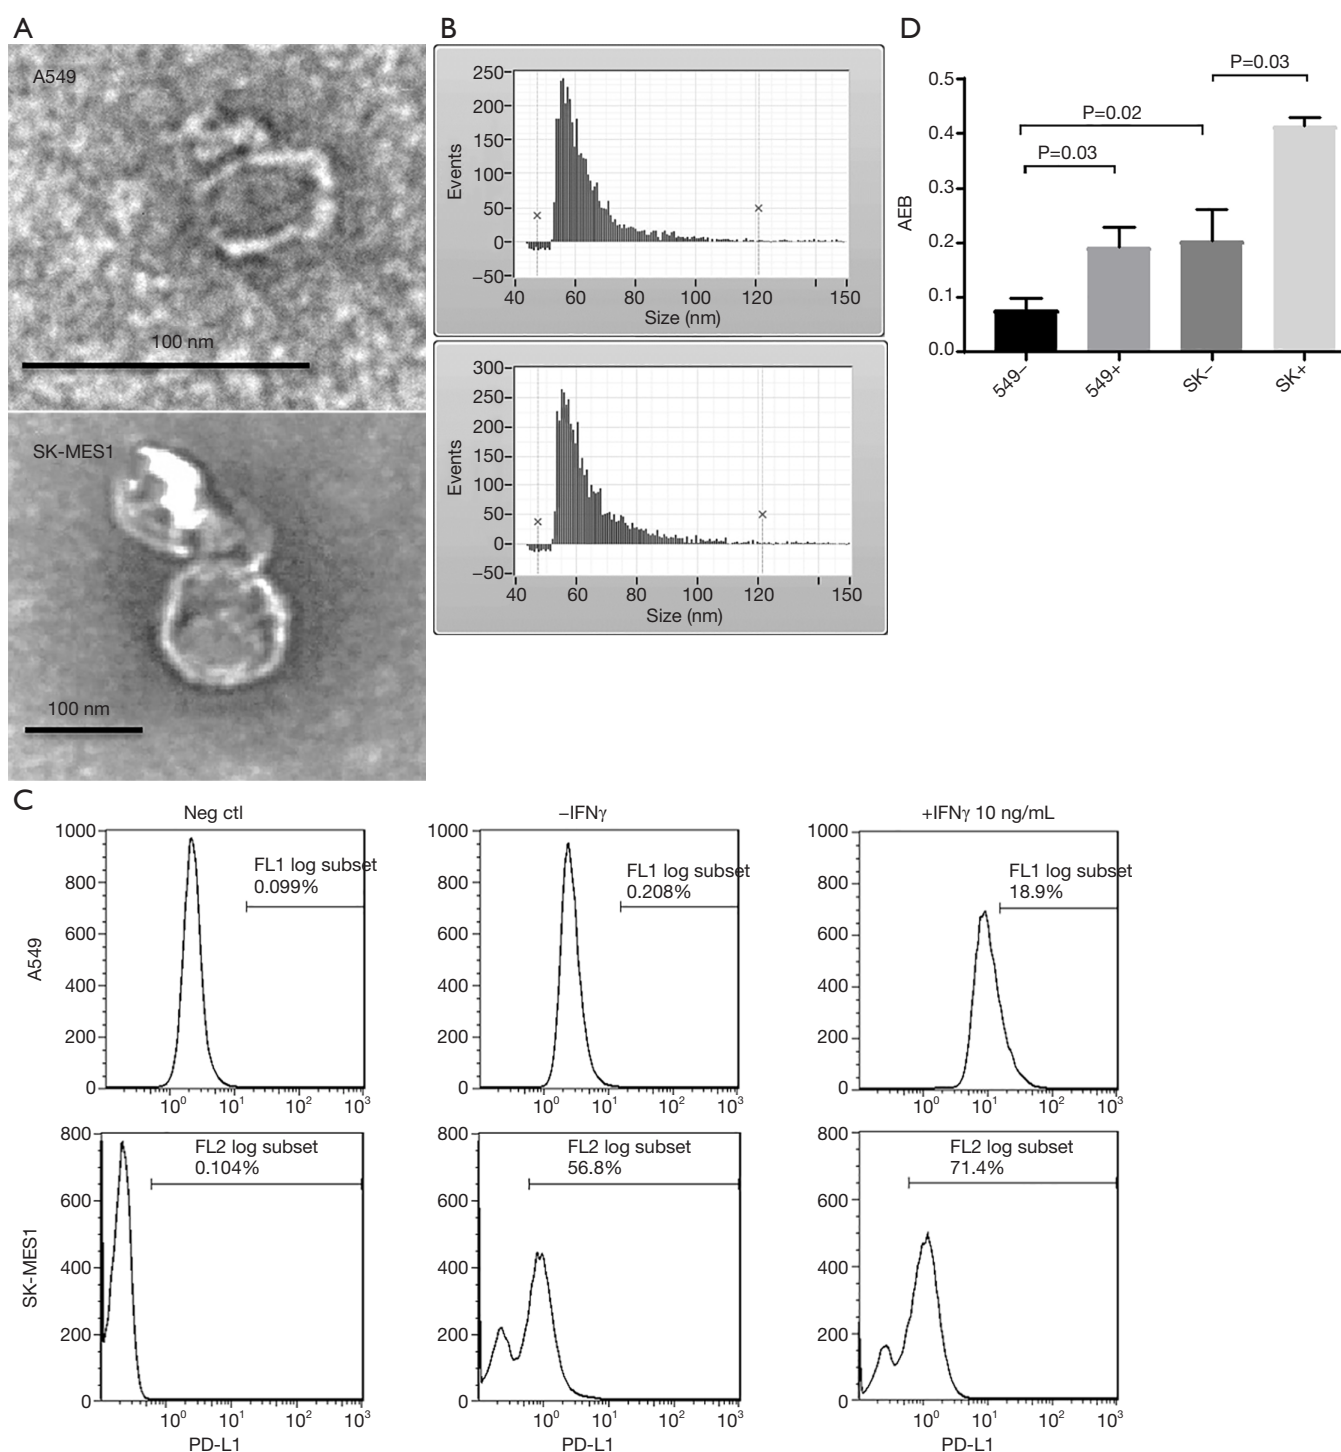 A
A549
100 nm
SK-MES1
100 nm
B
250
200
150
100
50
0
−50
Events
40 60 80 100 120 150
Size (nm)
300
250
200
150
100
50
0
−50
Events
40 60 80 100 120 150
Size (nm)
D
P=0.03
P=0.02
P=0.03
0.5
0.4
0.3
0.2
0.1
0.0
AEB
549− 549+ SK− SK+
C
Neg ctl −IFNγ +IFNγ 10 ng/mL
A549
1000
800
600
400
200
0
FL1 log subset
0.099%
10⁰ 10¹ 10² 10³
1000
800
600
400
200
0
FL1 log subset
0.208%
10⁰ 10¹ 10² 10³
1000
800
600
400
200
0
FL1 log subset
18.9%
10⁰ 10¹ 10² 10³
SK-MES1
800
600
400
200
0
FL2 log subset
0.104%
10⁰ 10¹ 10² 10³
PD-L1
800
600
400
200
0
FL2 log subset
56.8%
10⁰ 10¹ 10² 10³
PD-L1
800
600
400
200
0
FL2 log subset
71.4%
10⁰ 10¹ 10² 10³
PD-L1